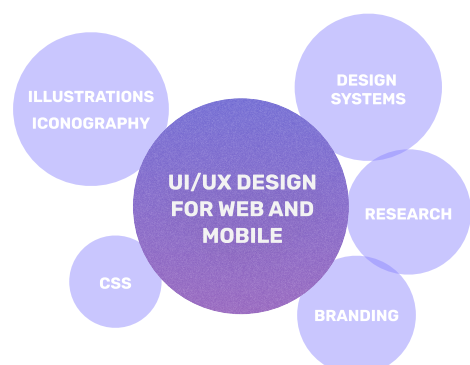 ILLUSTRATIONS
ICONOGRAPHY
DESIGN
SYSTEMS
UI/UX DESIGN
FOR WEB AND
MOBILE
RESEARCH
CSS
BRANDING